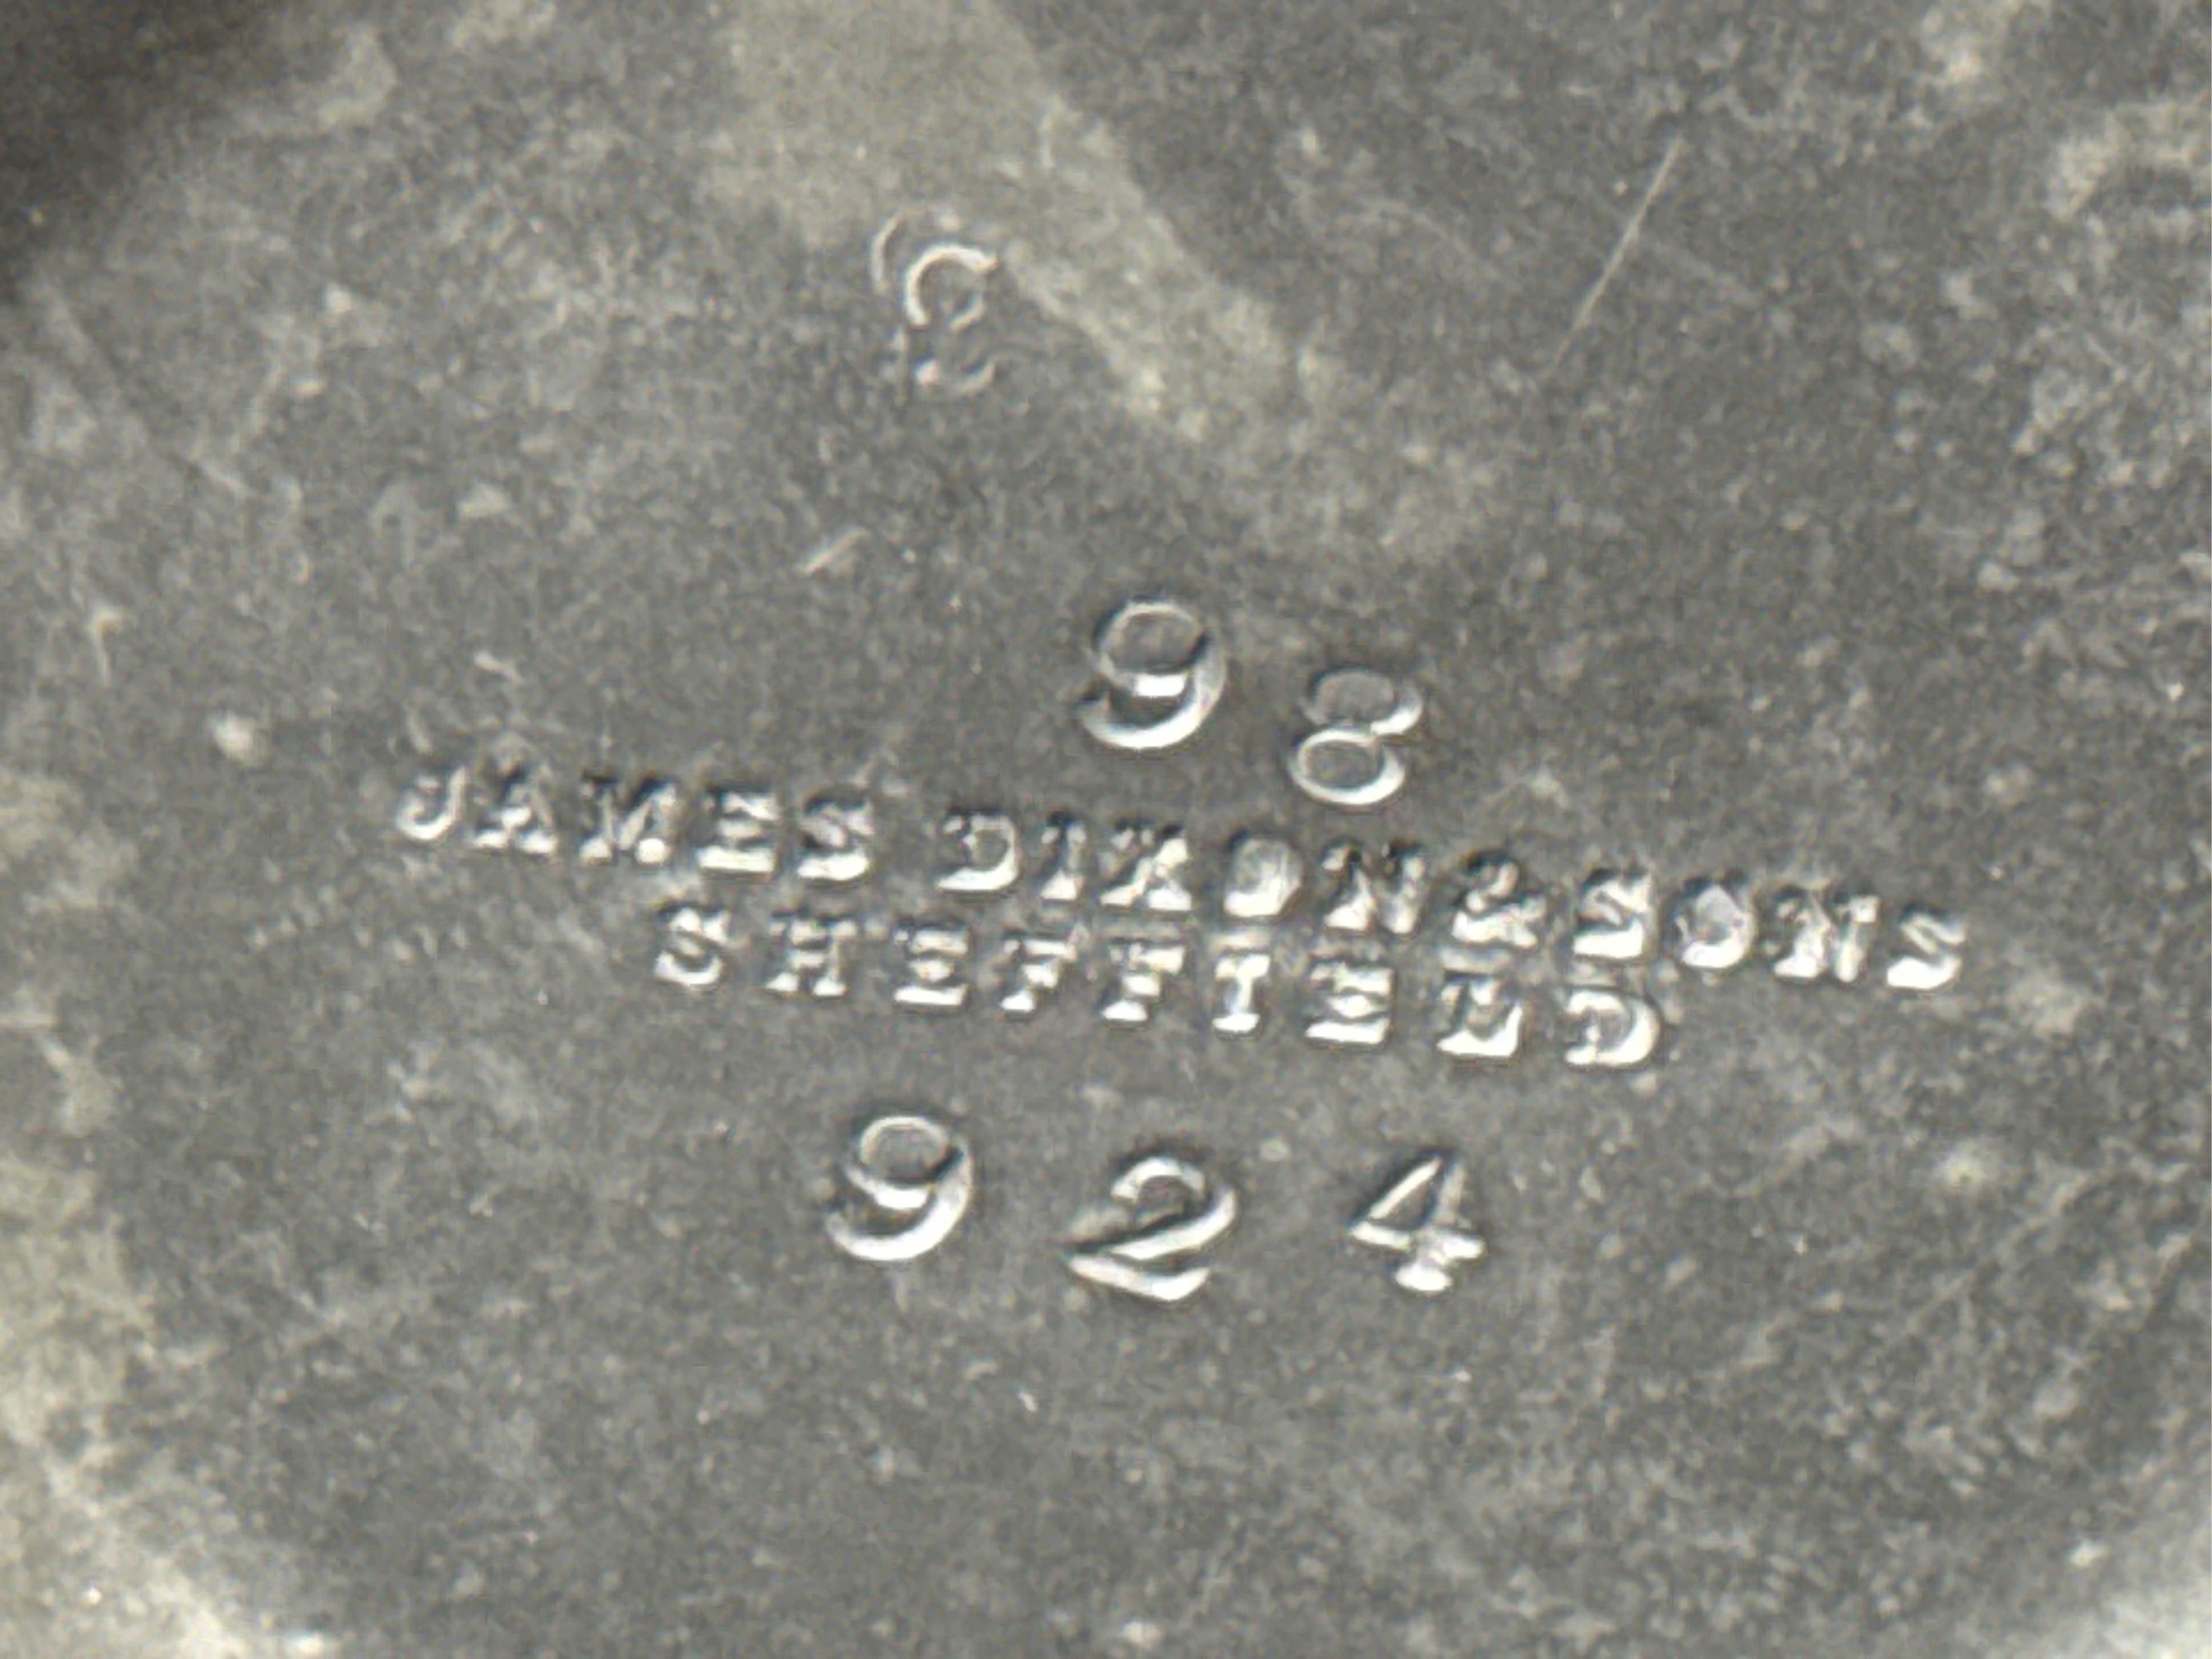 98
JAMES DIXON & SONS
SHEFFIELD
924